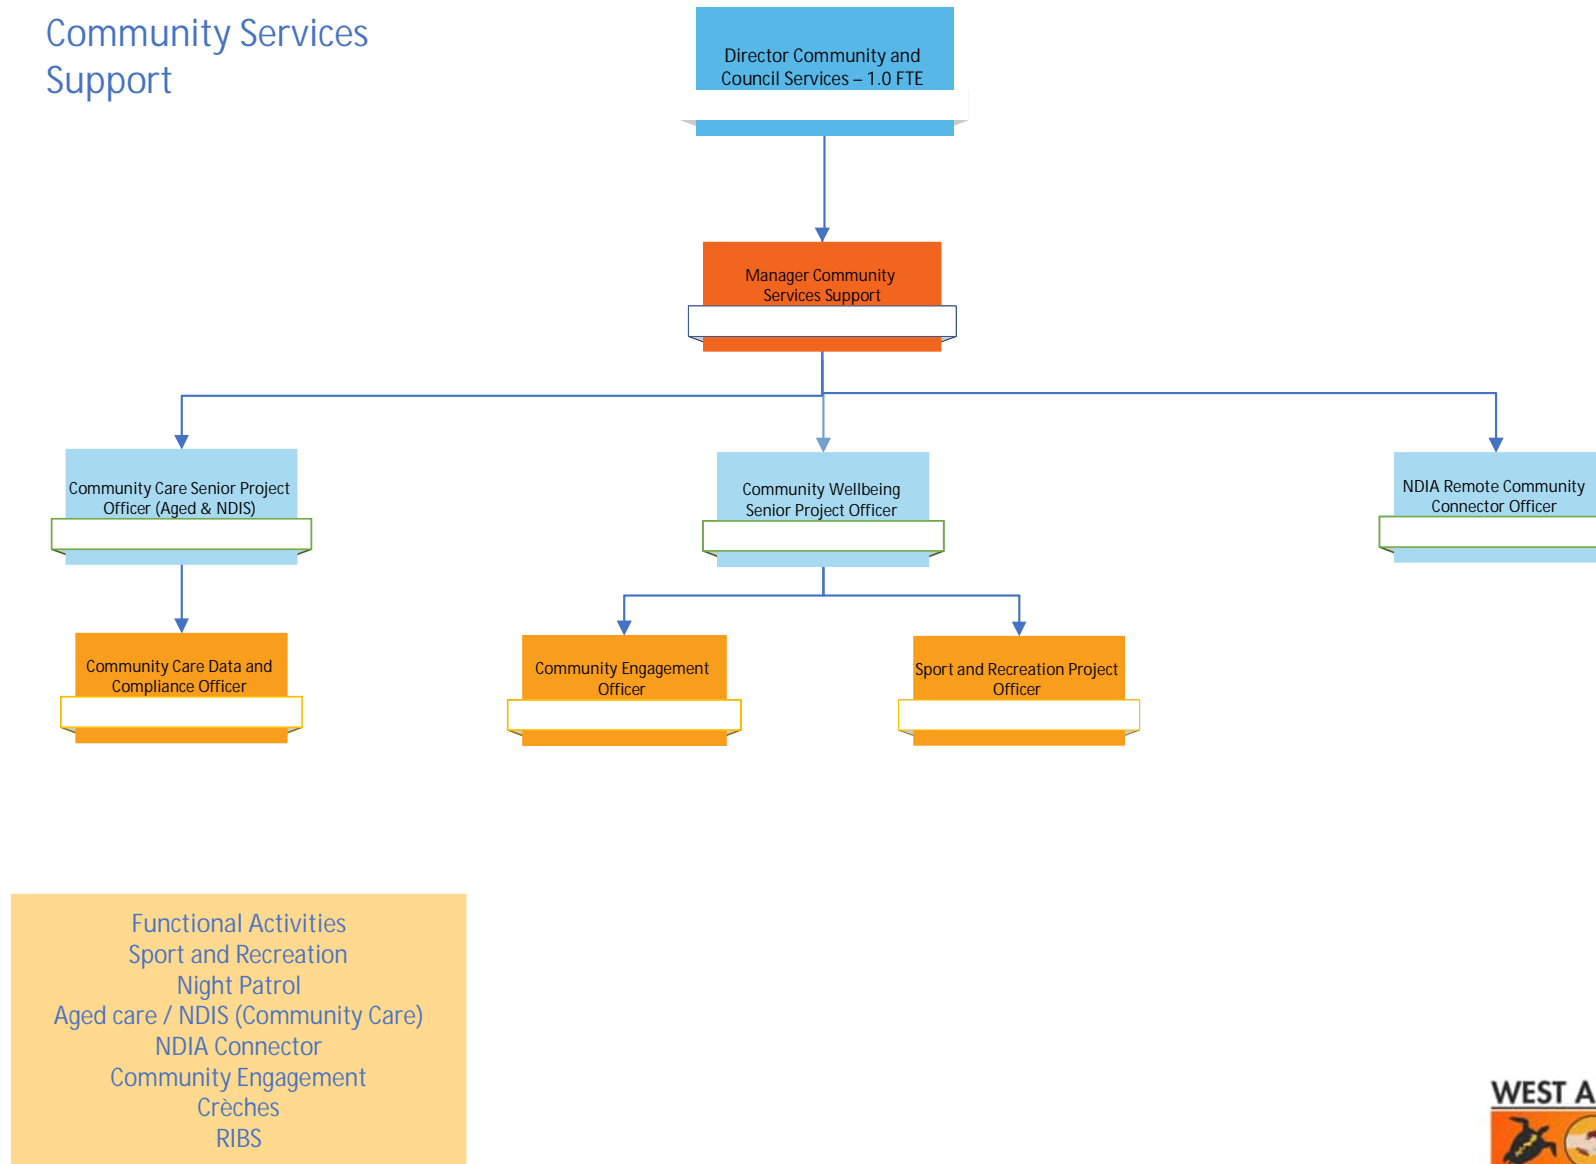 Community Services
Support
Director Community and
Council Services – 1.0 FTE
Manager Community
Services Support
Community Care Senior Project
Officer (Aged & NDIS)
Community Wellbeing
Senior Project Officer
NDIA Remote Community
Connector Officer
Community Care Data and
Compliance Officer
Community Engagement
Officer
Sport and Recreation Project
Officer
Functional Activities
Sport and Recreation
Night Patrol
Aged care / NDIS (Community Care)
NDIA Connector
Community Engagement
Crèches
RIBS
WEST A